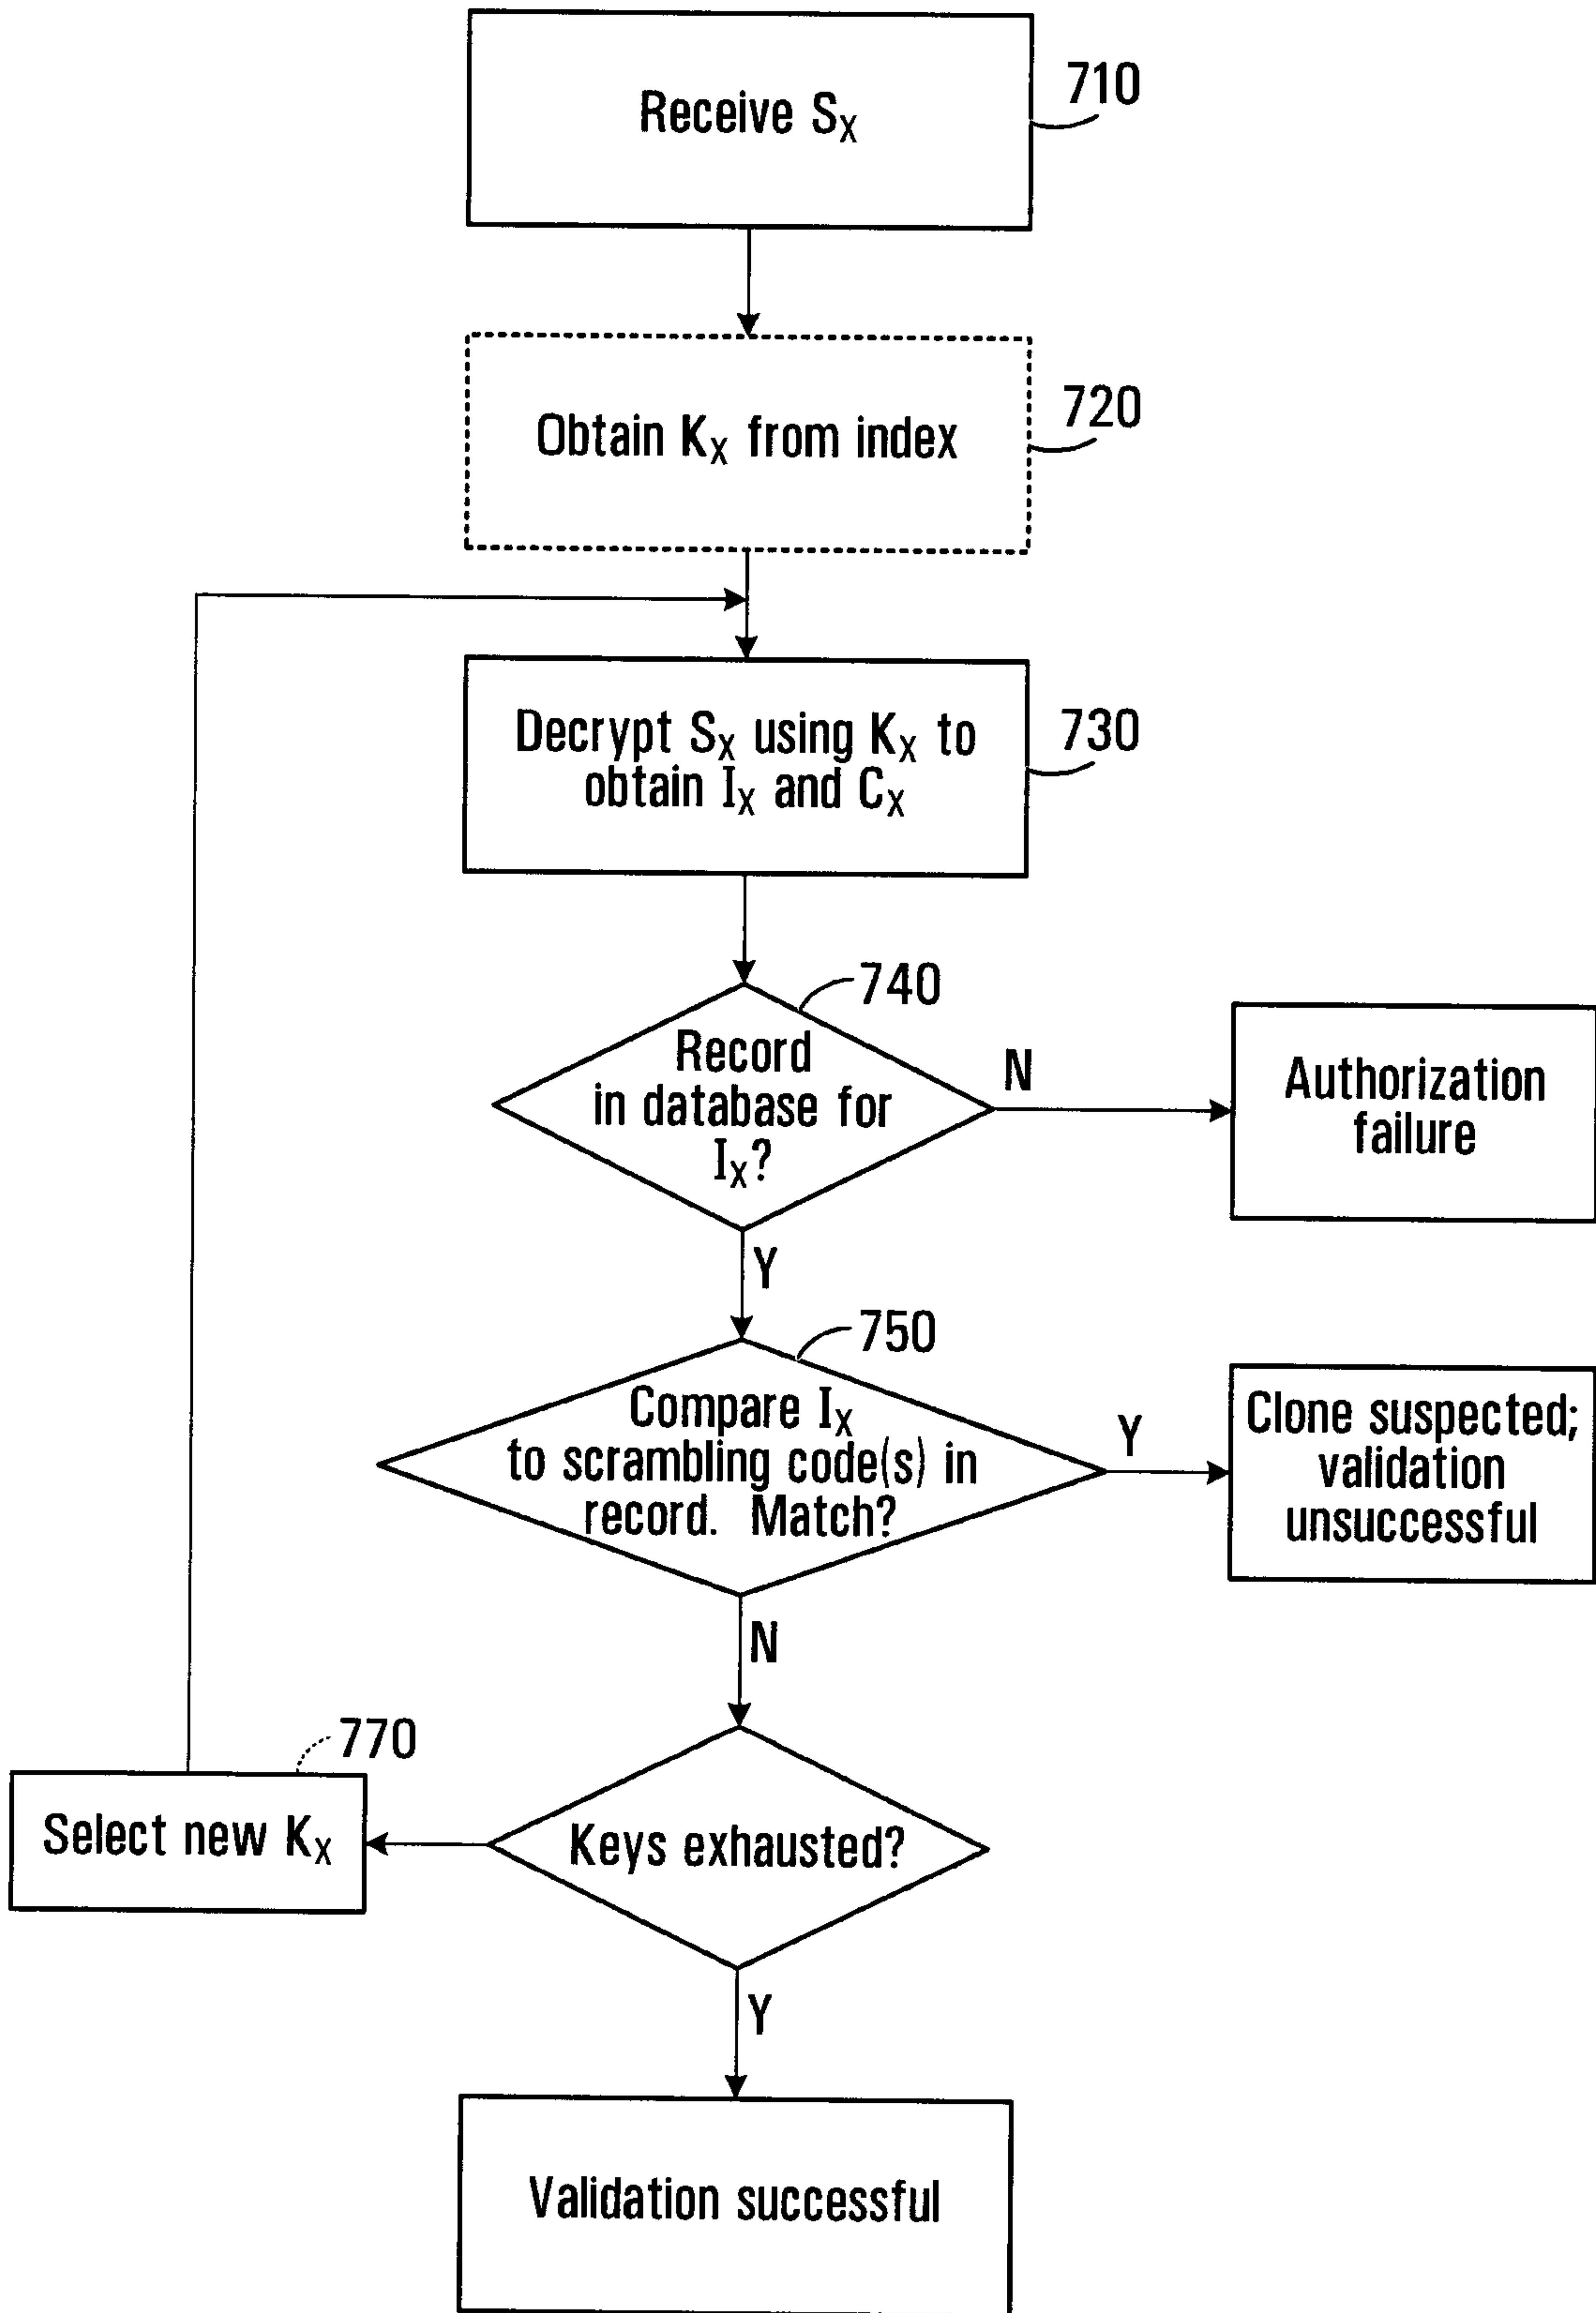 Receive Sx
710
Obtain Kx from index
720
Decrypt Sx using Kx to
obtain Ix and Cx
730
740
Record
in database for
Ix?
N
Authorization
failure
Y
750
Compare Ix
to scrambling code(s) in
record. Match?
Y
Clone suspected;
validation
unsuccessful
N
770
Select new Kx
Keys exhausted?
Y
Validation successful